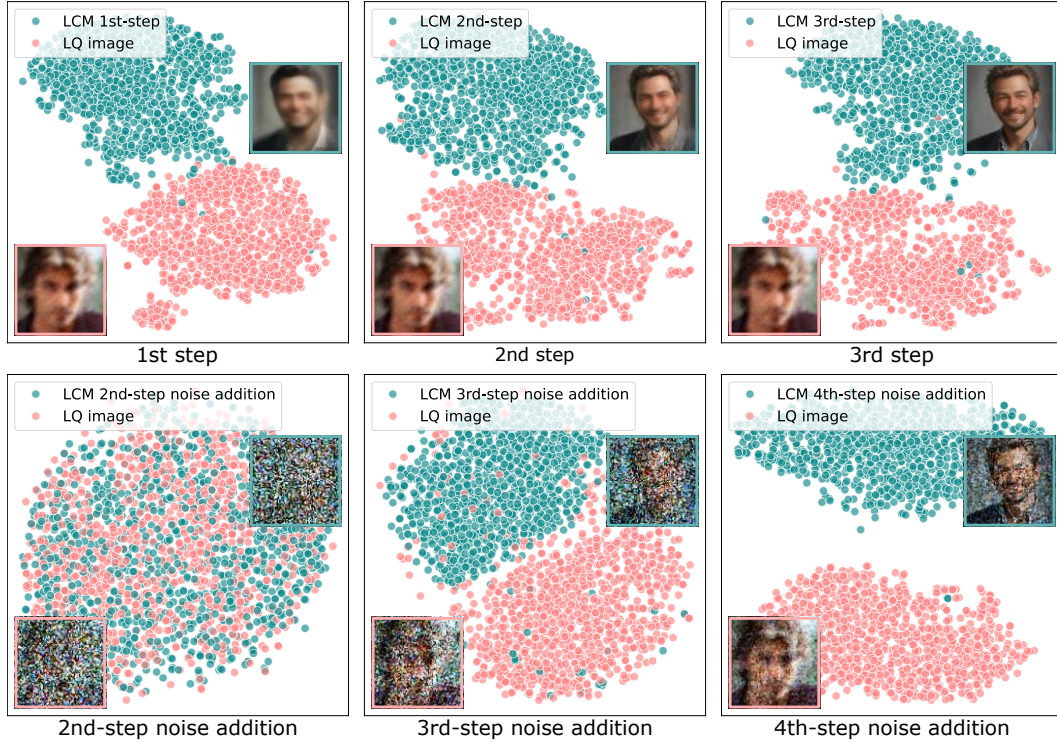 LCM 1st-step
LQ image
LCM 2nd-step
LQ image
LCM 3rd-step
LQ image
1st step
2nd step
3rd step
LCM 2nd-step noise addition
LQ image
LCM 3rd-step noise addition
LQ image
LCM 4th-step noise addition
LQ image
2nd-step noise addition
3rd-step noise addition
4th-step noise addition